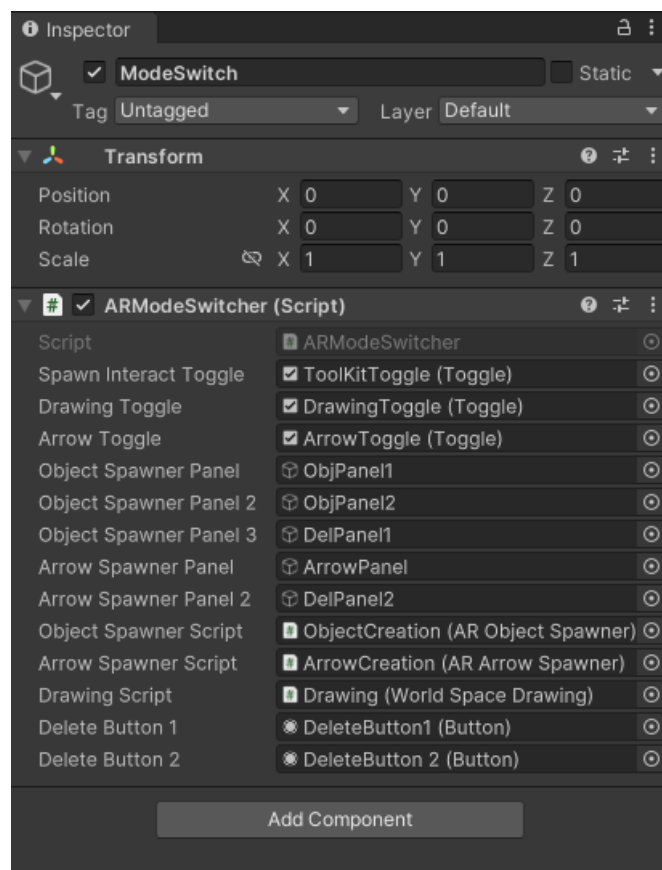 Inspector
ModeSwitch Static
Tag Untagged Layer Default
Transform
Position X 0 Y 0 Z 0
Rotation X 0 Y 0 Z 0
Scale X 1 Y 1 Z 1
# ARModeSwitcher (Script)
Script ARModeSwitcher
Spawn Interact Toggle ToolKitToggle (Toggle)
Drawing Toggle DrawingToggle (Toggle)
Arrow Toggle ArrowToggle (Toggle)
Object Spawner Panel ObjPanel1
Object Spawner Panel 2 ObjPanel2
Object Spawner Panel 3 DelPanel1
Arrow Spawner Panel ArrowPanel
Arrow Spawner Panel 2 DelPanel2
Object Spawner Script ObjectCreation (AR Object Spawner)
Arrow Spawner Script ArrowCreation (AR Arrow Spawner)
Drawing Script Drawing (World Space Drawing)
Delete Button 1 DeleteButton1 (Button)
Delete Button 2 DeleteButton 2 (Button)
Add Component